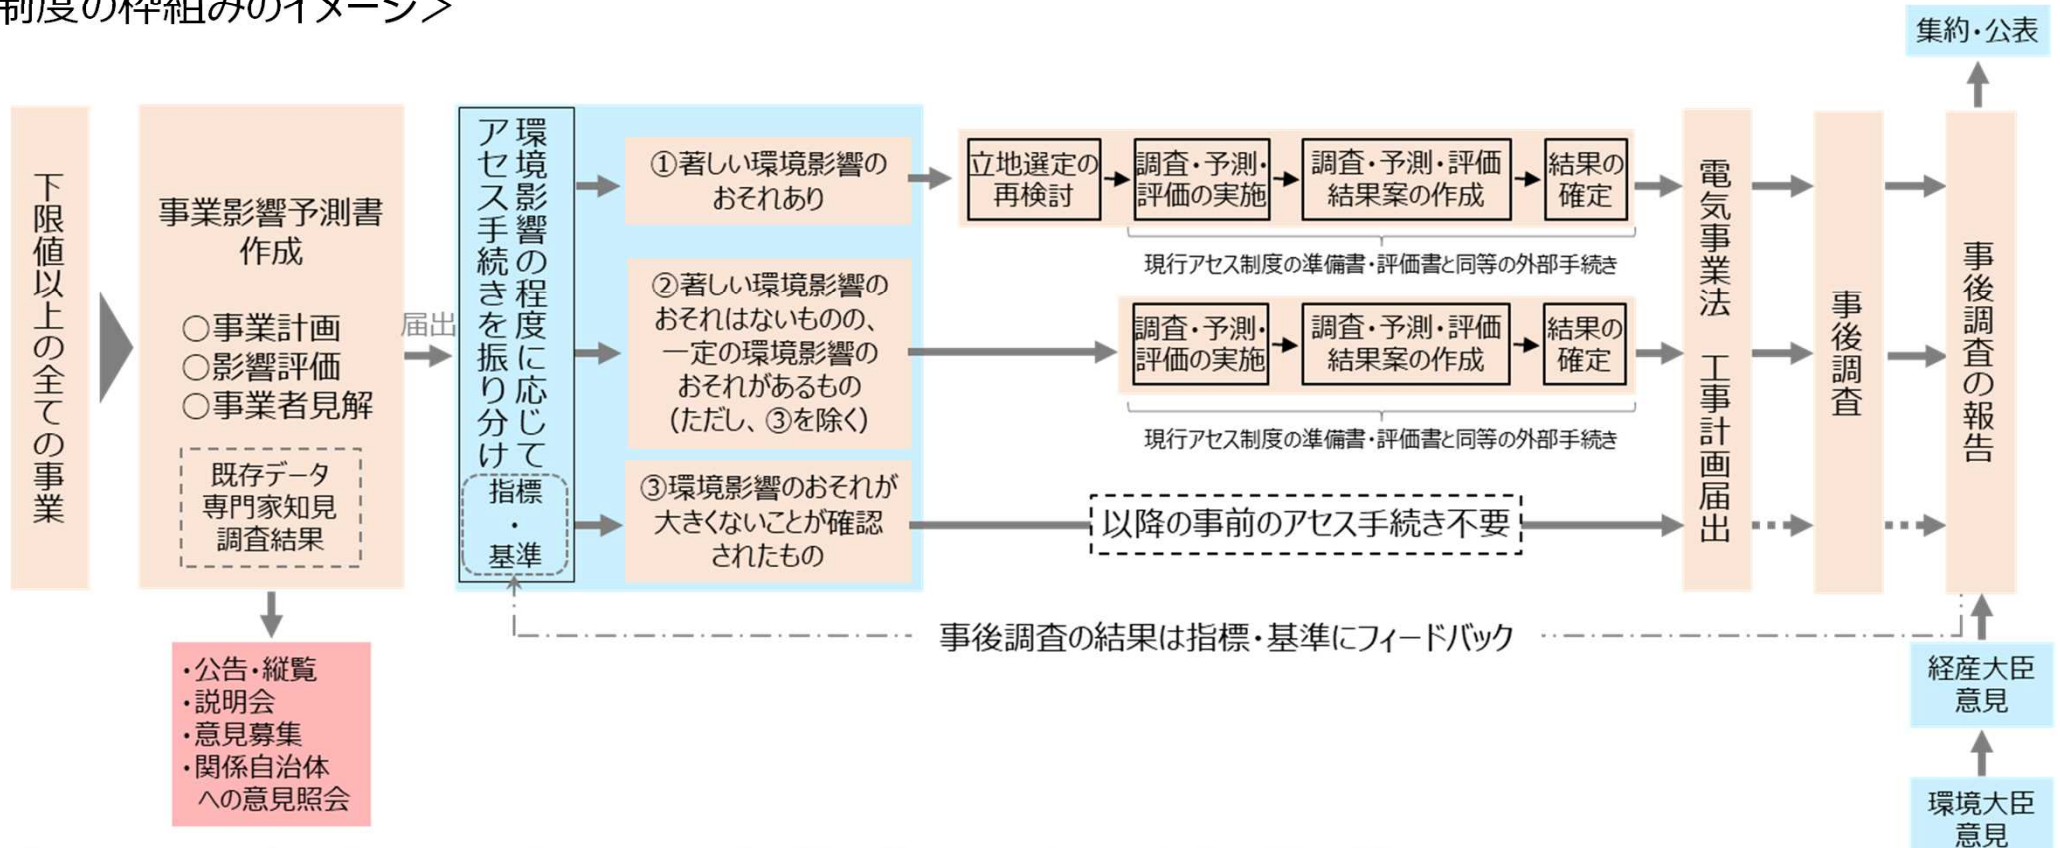 制度の枠組みのイメージ＞
集約・公表
下限値以上の全ての事業
事業影響予測書
作成
○事業計画
○影響評価
○事業者見解
既存データ
専門家知見
調査結果
届出
・公告・縦覧
・説明会
・意見募集
・関係自治体
への意見照会
環境影響の程度に応じて
アセス手続きを振り分け
指標
・
基準
①著しい環境影響の
おそれあり
②著しい環境影響の
おそれはないものの、
一定の環境影響の
おそれがあるもの
(ただし、③を除く)
③環境影響のおそれが
大きくないことが確認
されたもの
立地選定の
再検討
調査・予測・
評価の実施
調査・予測・評価
結果案の作成
結果の
確定
現行アセス制度の準備書・評価書と同等の外部手続き
調査・予測・
評価の実施
調査・予測・評価
結果案の作成
結果の
確定
現行アセス制度の準備書・評価書と同等の外部手続き
以降の事前のアセス手続き不要
電気事業法　工事計画届出
事後調査
事後調査の報告
事後調査の結果は指標・基準にフィードバック
経産大臣
意見
環境大臣
意見